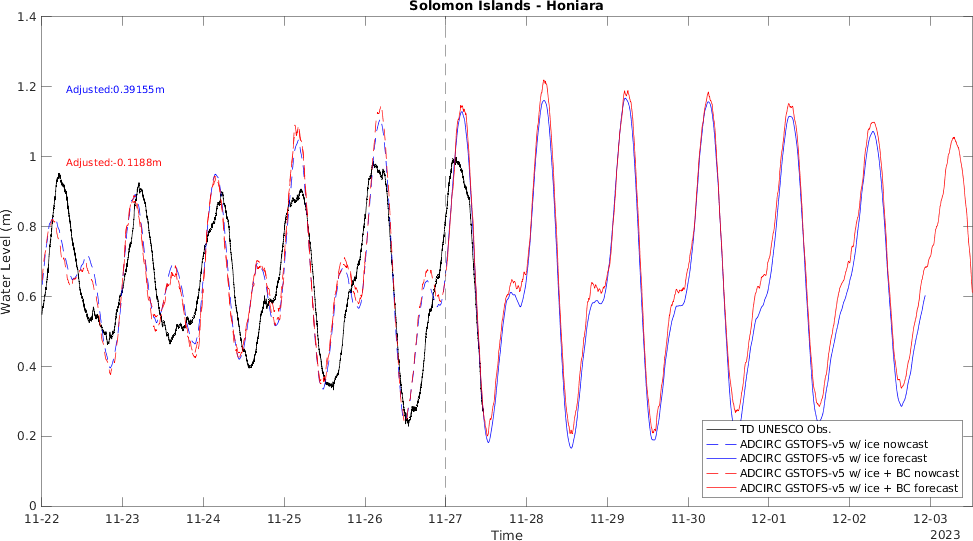 Solomon Islands - Honiara
1.4
1.2
1
0.8
0.6
0.4
0.2
0
Water Level (m)
Adjusted:0.39155m
Adjusted:-0.1188m
TD UNESCO Obs.
ADCIRC GSTOFS-v5 w/ ice nowcast
ADCIRC GSTOFS-v5 w/ ice forecast
ADCIRC GSTOFS-v5 w/ ice + BC nowcast
ADCIRC GSTOFS-v5 w/ ice + BC forecast
11-22 11-23 11-24 11-25 11-26 11-27 11-28 11-29 11-30 12-01 12-02 12-03
Time
2023